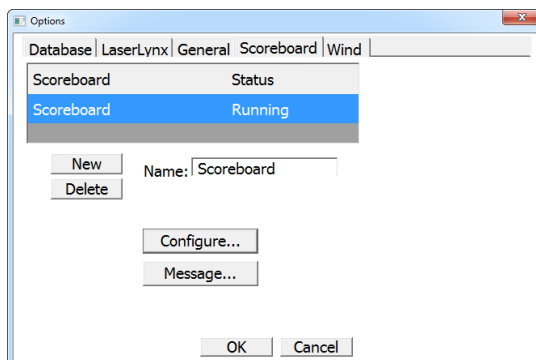 Options
Database LaserLynx General Scoreboard Wind
Scoreboard Status
Scoreboard Running
New
Name: Scoreboard
Delete
Configure...
Message...
OK Cancel